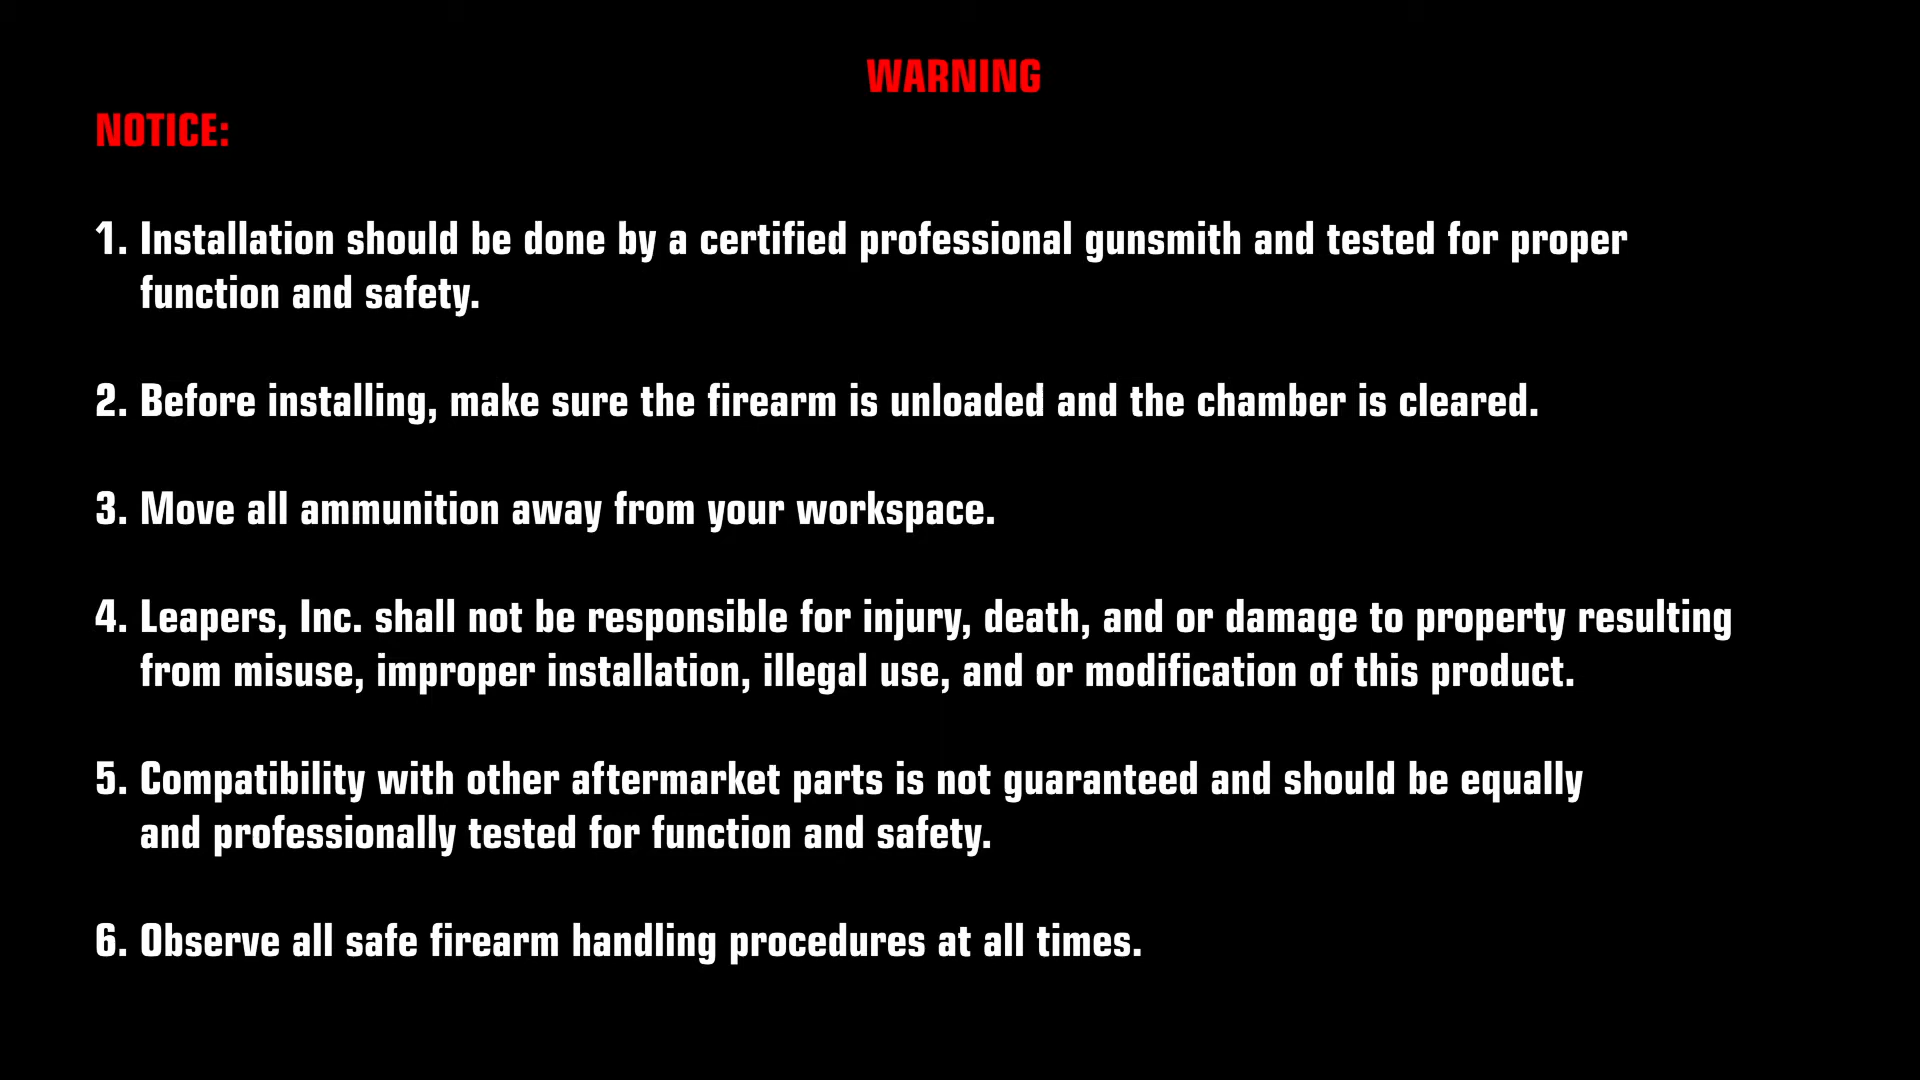 WARNING
NOTICE:
1. Installation should be done by a certified professional gunsmith and tested for proper
function and safety.
2. Before installing, make sure the firearm is unloaded and the chamber is cleared.
3. Move all ammunition away from your workspace.
4. Leapers, Inc. shall not be responsible for injury, death, and or damage to property resulting
from misuse, improper installation, illegal use, and or modification of this product.
5. Compatibility with other aftermarket parts is not guaranteed and should be equally
and professionally tested for function and safety.
6. Observe all safe firearm handling procedures at all times.